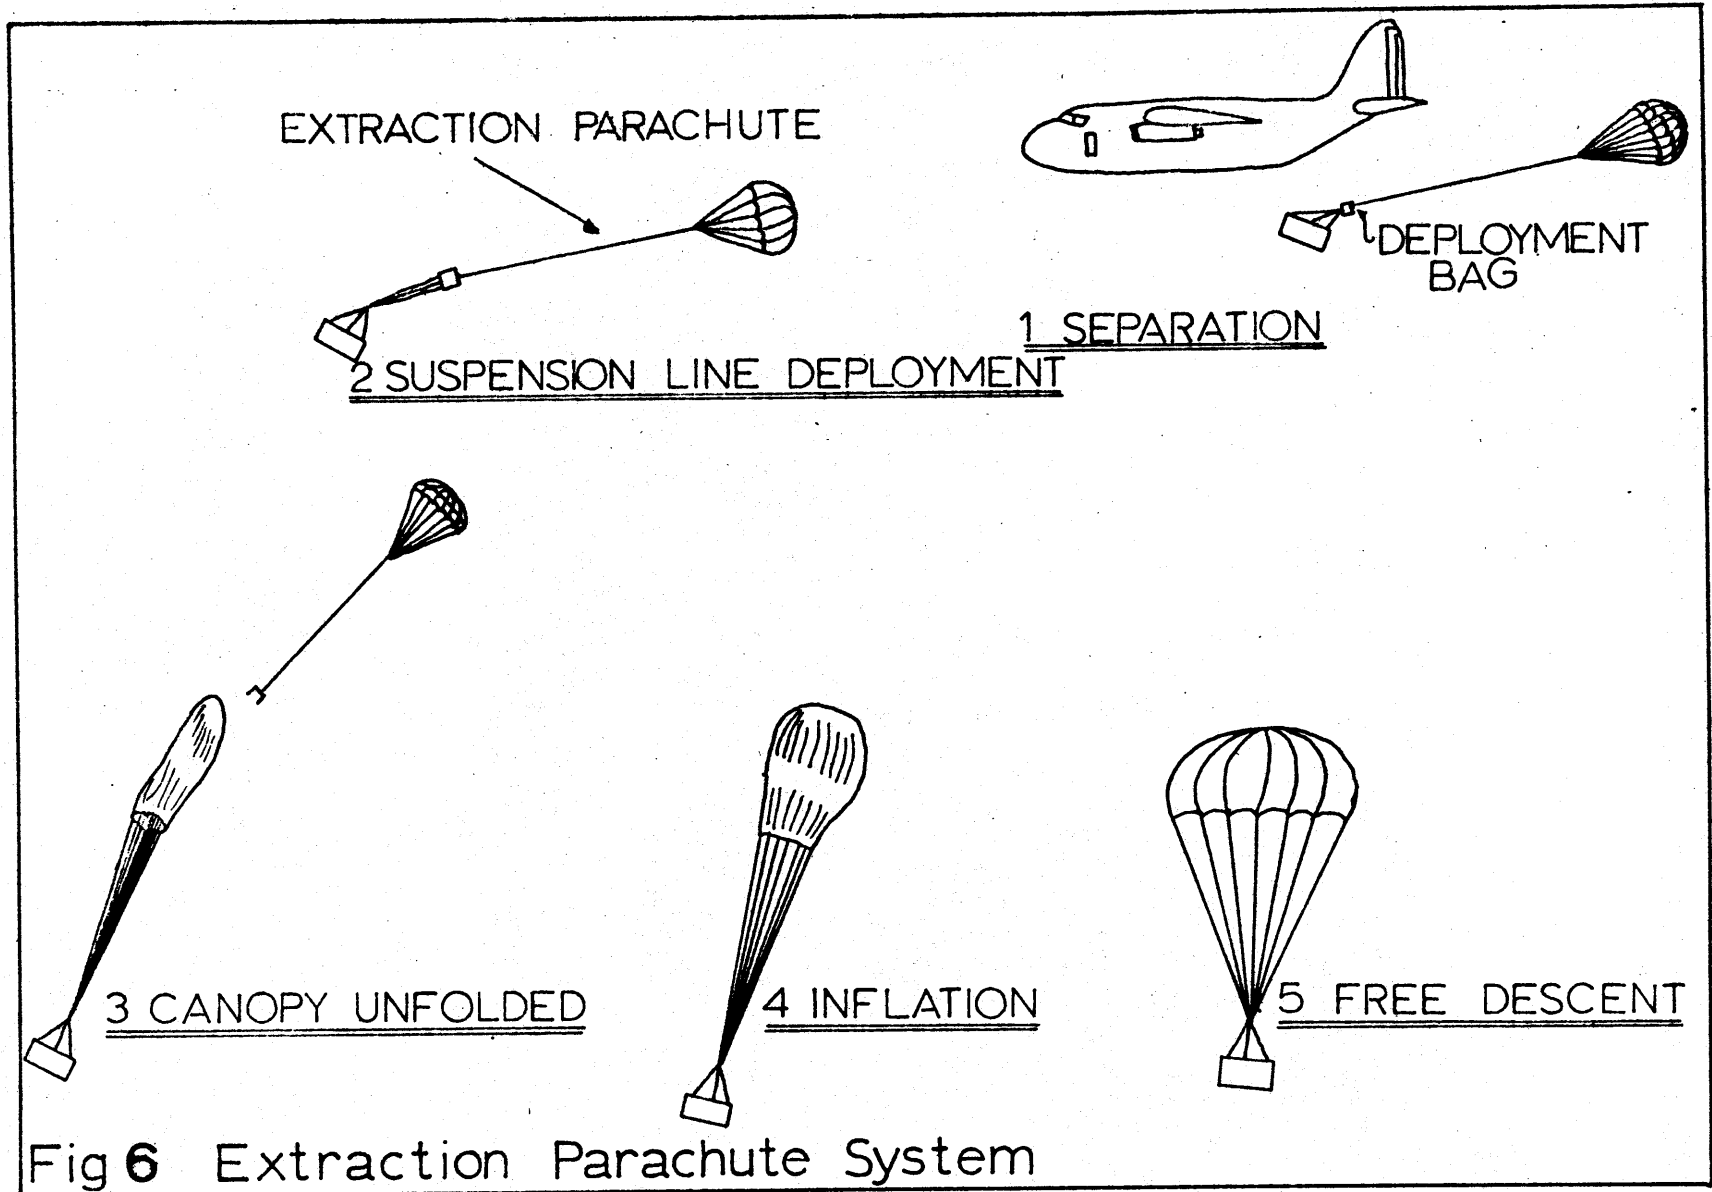 EXTRACTION PARACHUTE
DEPLOYMENT
BAG
1 SEPARATION
2 SUSPENSION LINE DEPLOYMENT
3 CANOPY UNFOLDED
4 INFLATION
5 FREE DESCENT
Fig 6 Extraction Parachute System